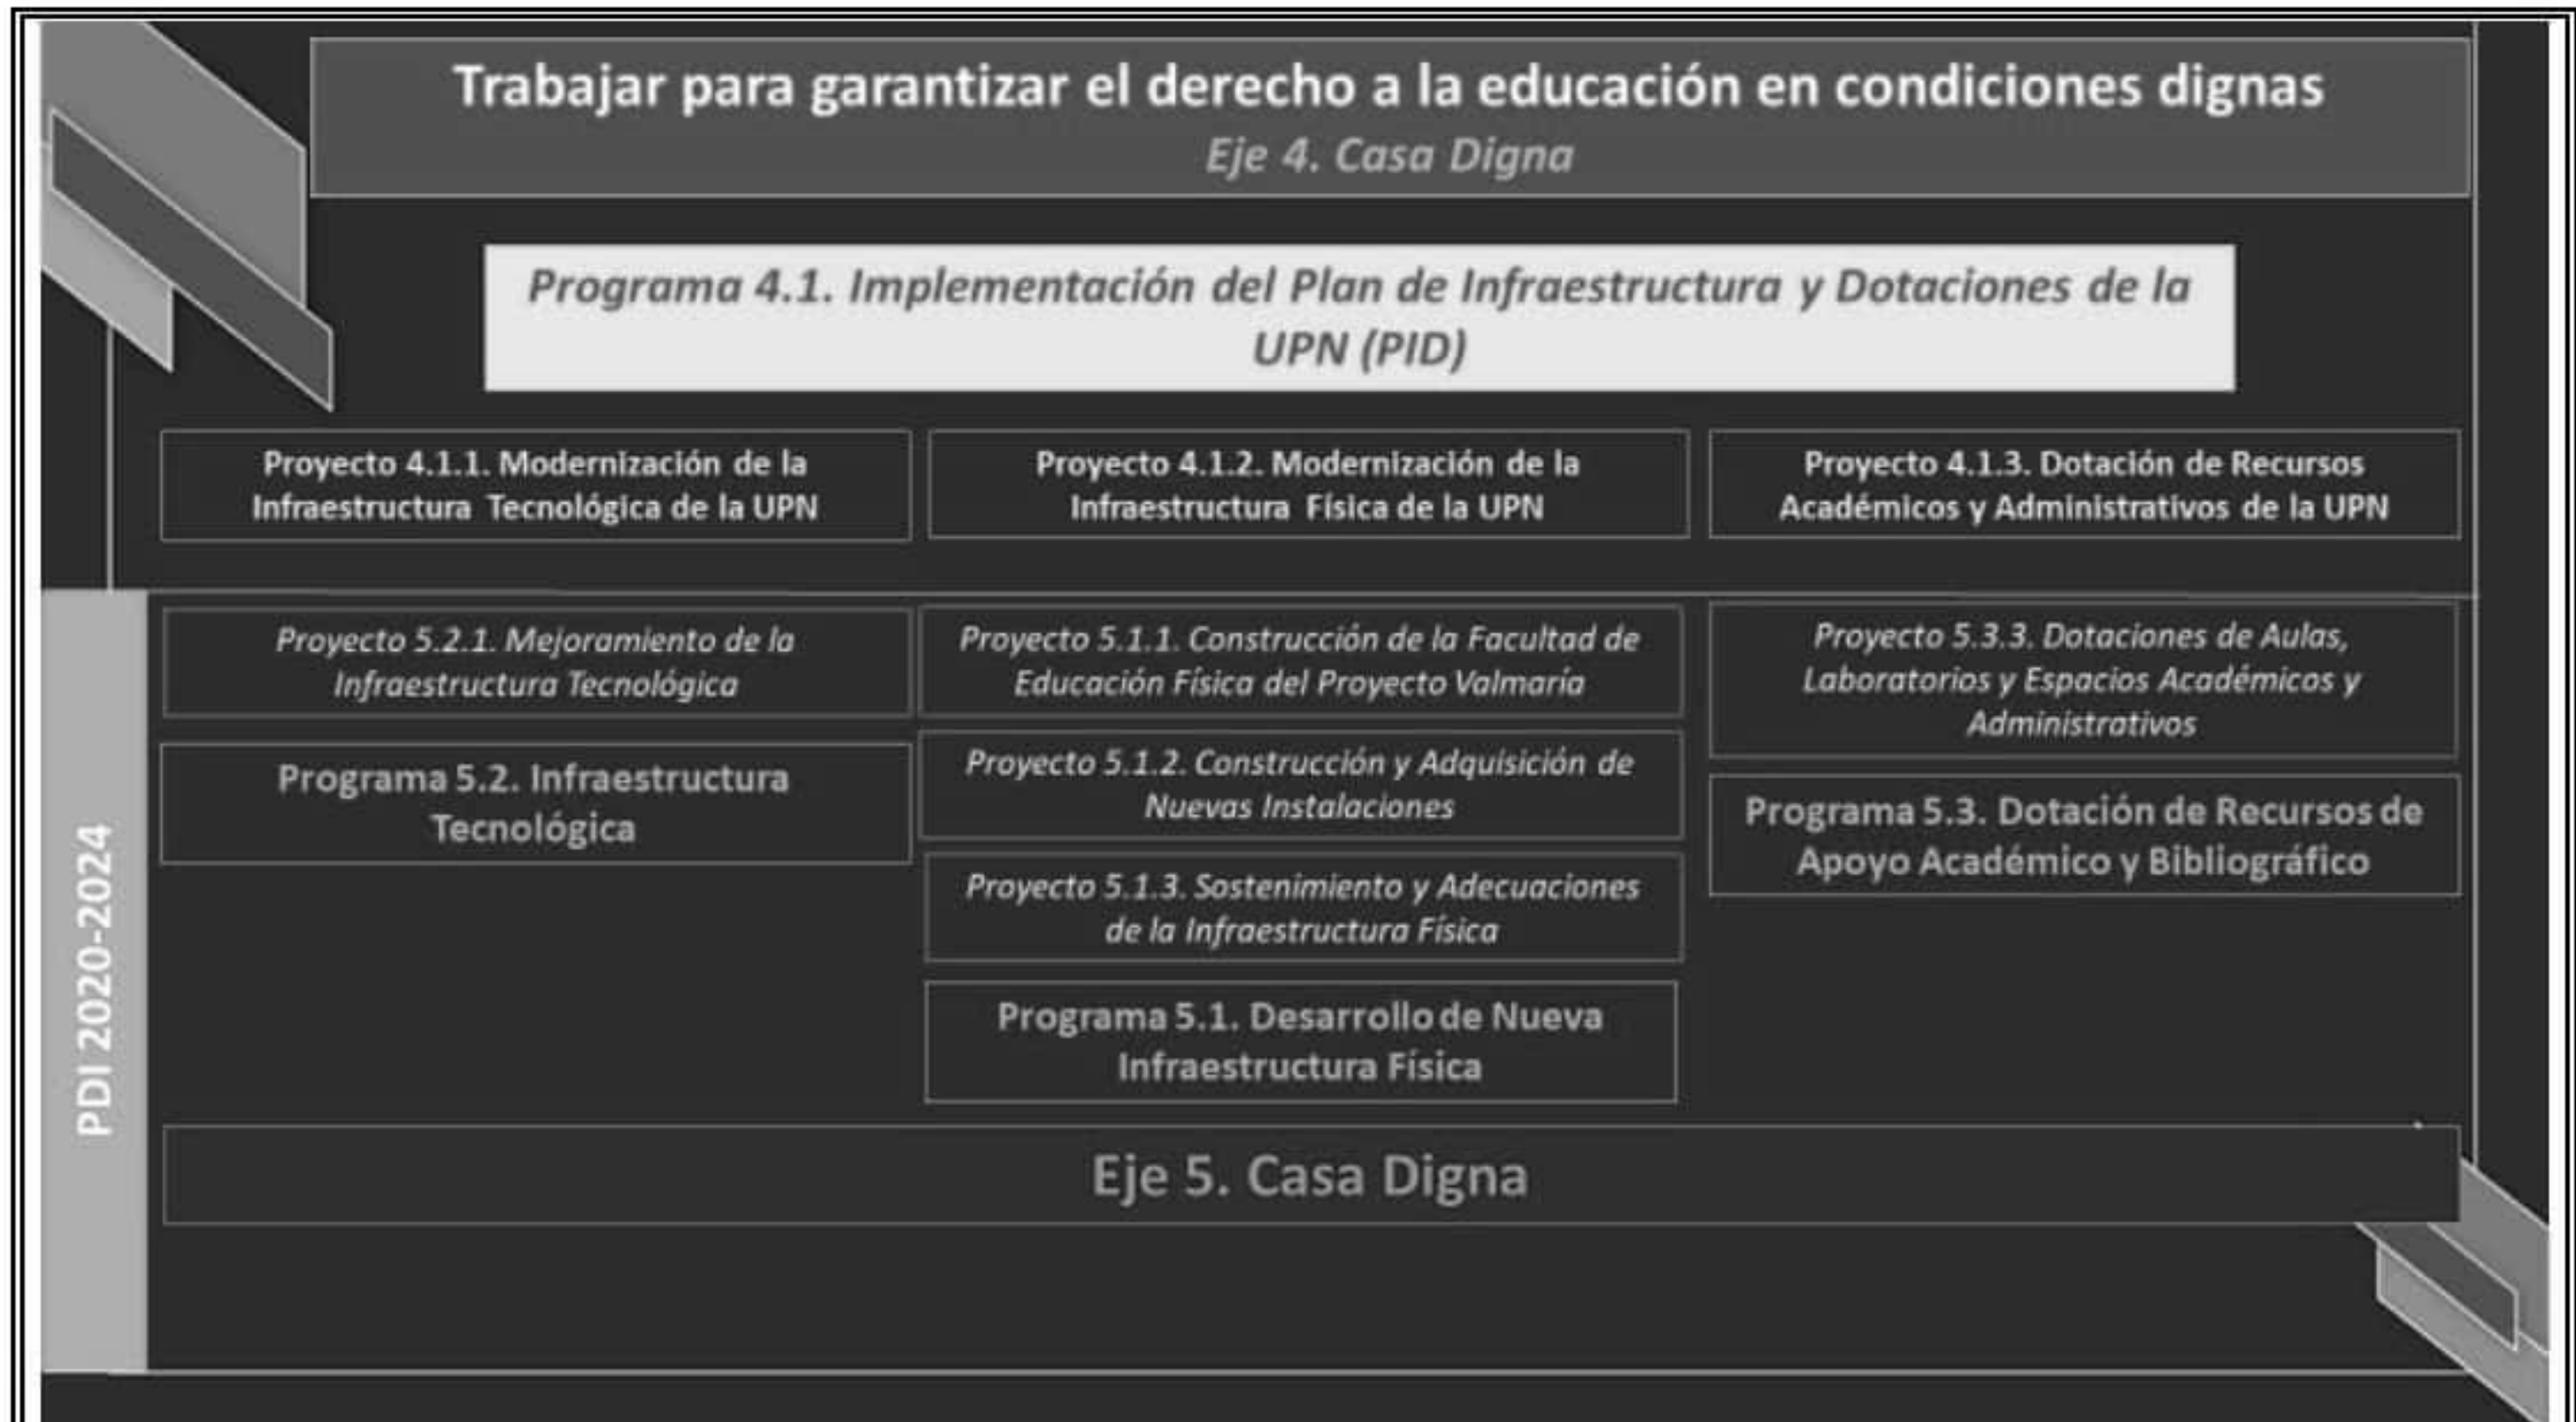 Trabajar para garantizar el derecho a la educación en condiciones dignas
Eje 4. Casa Digna
Programa 4.1. Implementación del Plan de Infraestructura y Dotaciones de la
UPN (PID)
Proyecto 4.1.1. Modernización de la
Infraestructura Tecnológica de la UPN
Proyecto 4.1.2. Modernización de la
Infraestructura Física de la UPN
Proyecto 4.1.3. Dotación de Recursos
Académicos y Administrativos de la UPN
PDI 2020-2024
Proyecto 5.2.1. Mejoramiento de la
Infraestructura Tecnológica
Programa 5.2. Infraestructura
Tecnológica
Proyecto 5.1.1. Construcción de la Facultad de
Educación Física del Proyecto Valmaría
Proyecto 5.1.2. Construcción y Adquisición de
Nuevas Instalaciones
Proyecto 5.1.3. Sostenimiento y Adecuaciones
de la Infraestructura Física
Programa 5.1. Desarrollo de Nueva
Infraestructura Física
Proyecto 5.3.3. Dotaciones de Aulas,
Laboratorios y Espacios Académicos y
Administrativos
Programa 5.3. Dotación de Recursos de
Apoyo Académico y Bibliográfico
Eje 5. Casa Digna